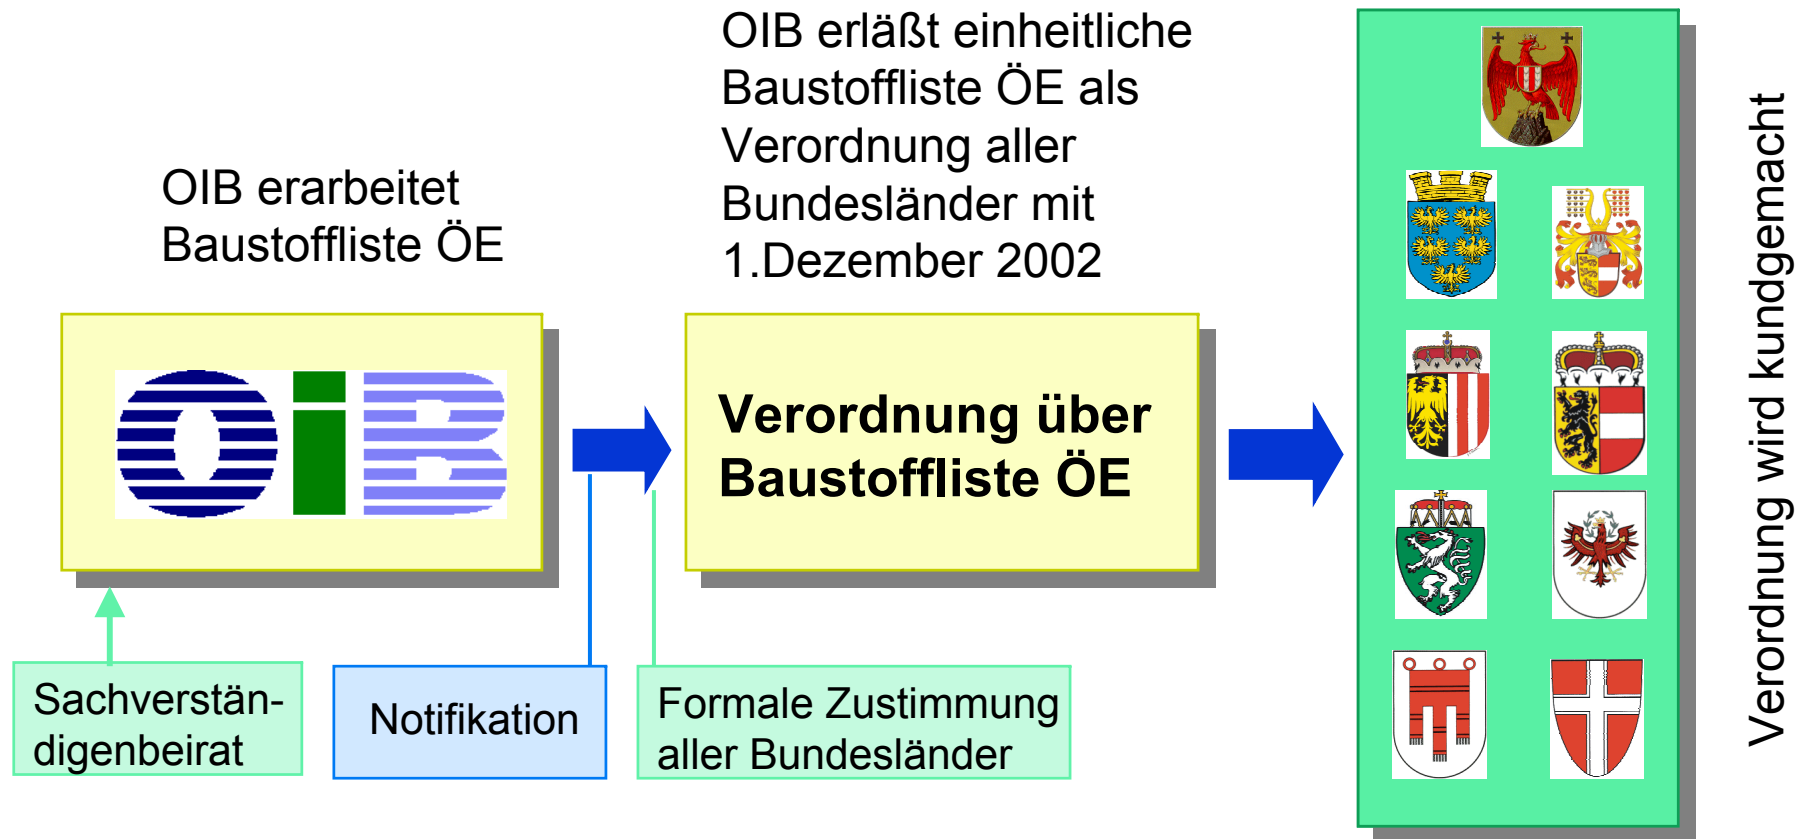 OIB erarbeitet
Baustoffliste ÖE
OIB erläßt einheitliche
Baustoffliste ÖE als
Verordnung aller
Bundesländer mit
1.Dezember 2002
OiB
Verordnung über
Baustoffliste ÖE
Sachverstän-
digenbeirat
Notifikation
Formale Zustimmung
aller Bundesländer
Verordnung wird kundgemacht